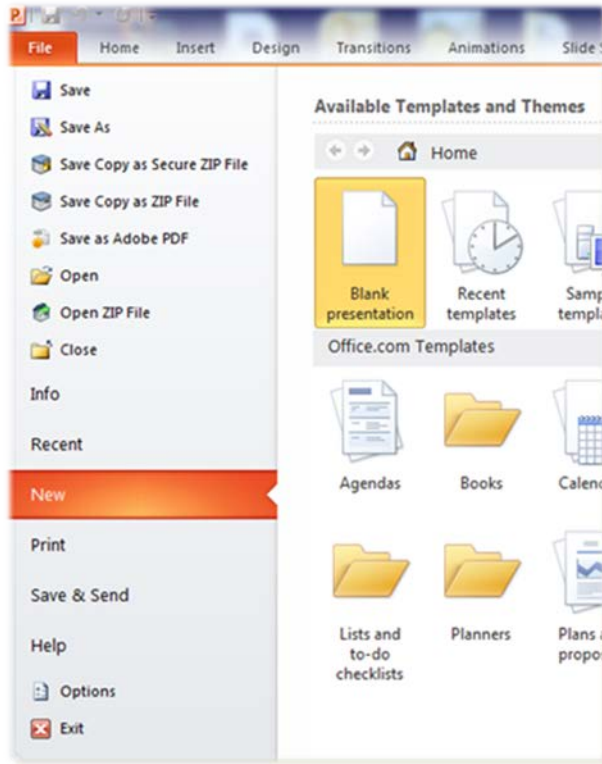 File Home Insert Design Transitions Animations Slide
Save
Save As
Save Copy as Secure ZIP File
Save Copy as ZIP File
Save as Adobe PDF
Open
Open ZIP File
Close
Info
Recent
New
Print
Save & Send
Help
Options
Exit
Available Templates and Themes
Home
Blank
presentation
Recent
templates
Office.com Templates
Agendas
Books
Lists and
to-do
checklists
Planners
Plans